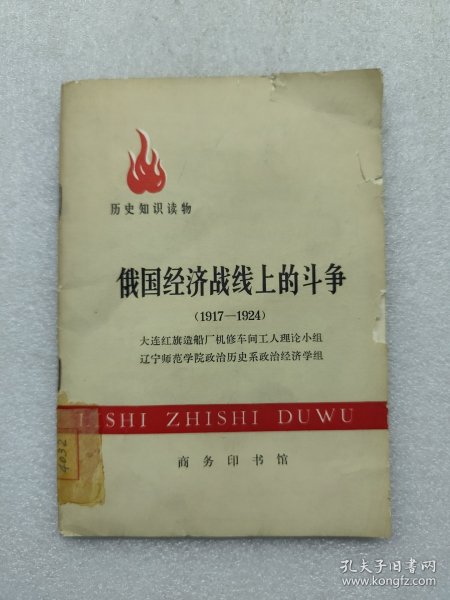 历史知识读物
俄国经济战线上的斗争
(1917—1924)
大连红旗造船厂机修车间工人理论小组
辽宁师范学院政治历史系政治经济学组
LISHI ZHISHI DUWU
商务印书馆
4032
孔夫子旧书网
www.kongfz.com